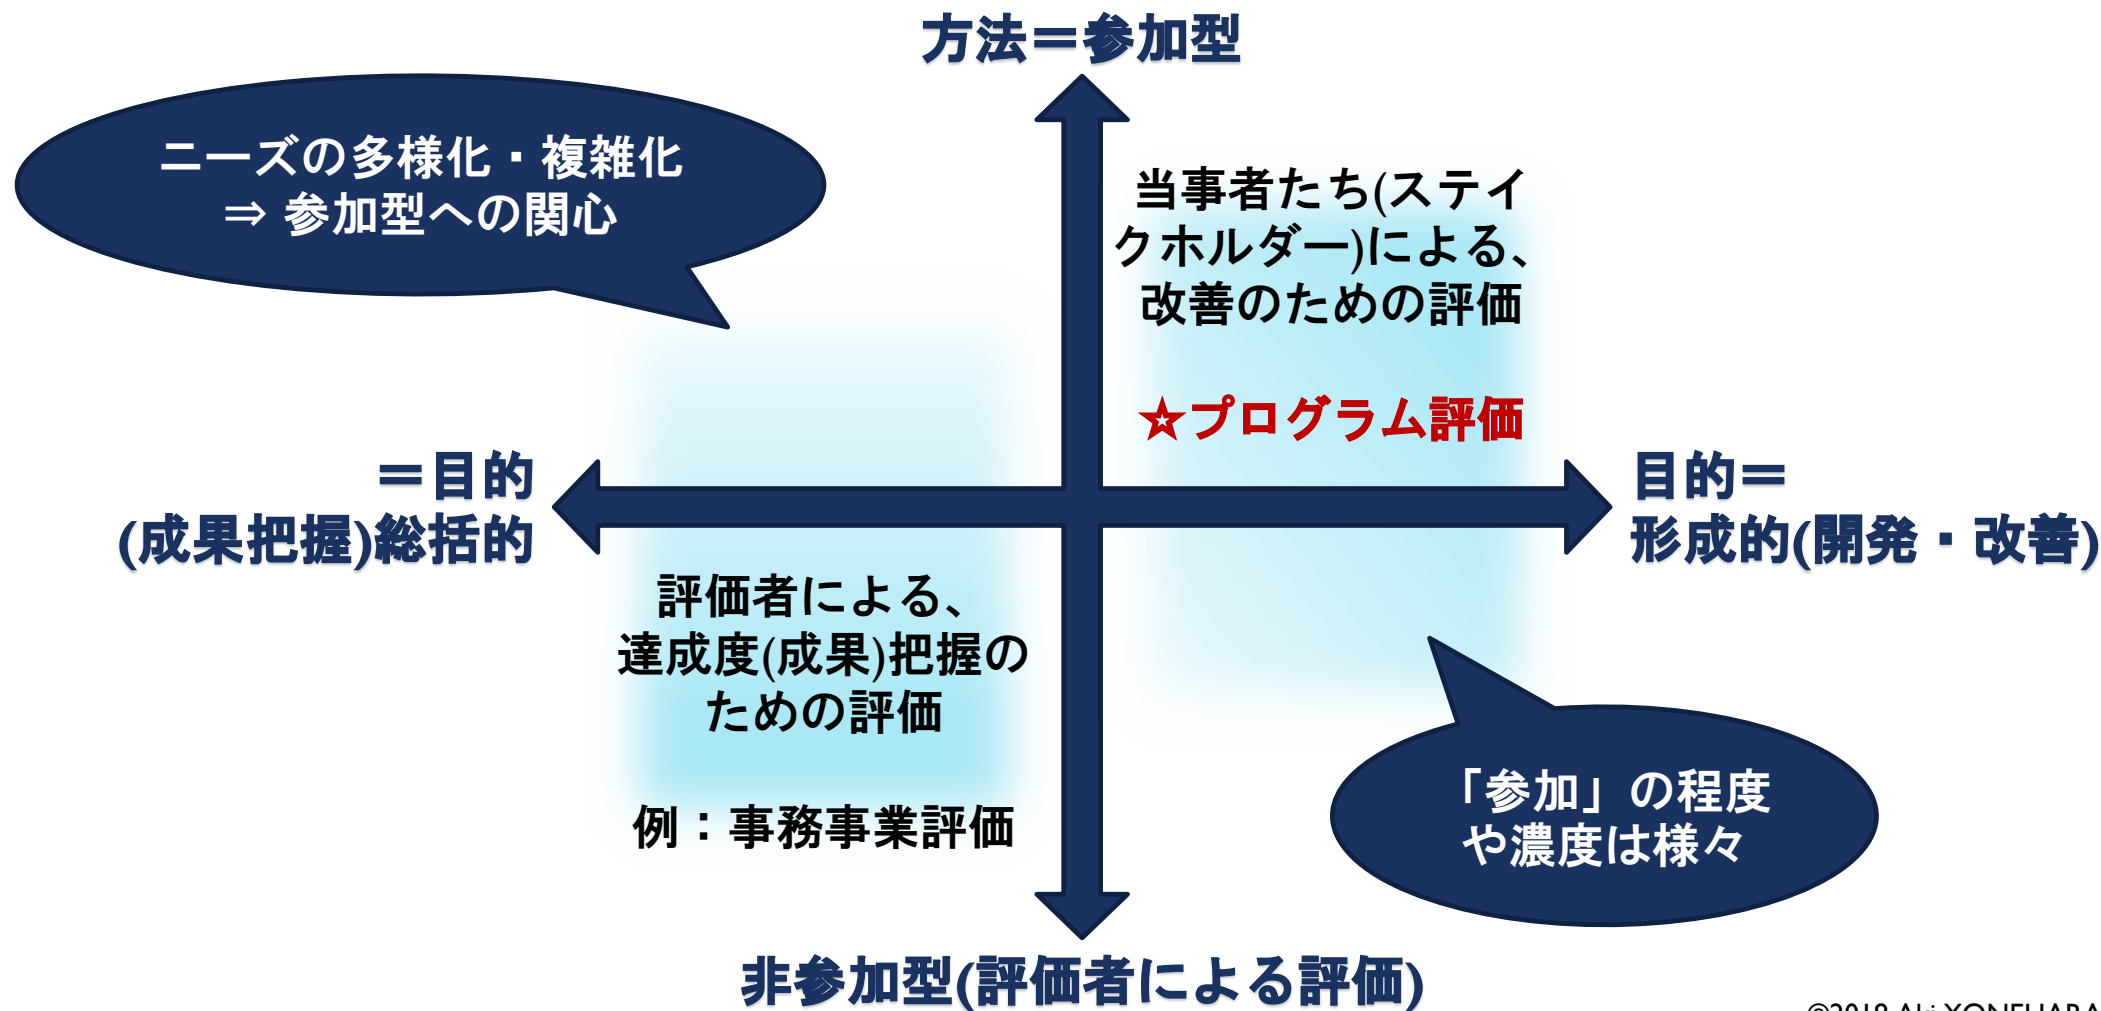 方法＝参加型
ニーズの多様化・複雑化
⇒ 参加型への関心
当事者たち(ステイ
クホルダー)による、
改善のための評価
☆プログラム評価
＝目的
(成果把握)総括的
目的＝
形成的(開発・改善)
評価者による、
達成度(成果)把握の
ための評価
例：事務事業評価
「参加」の程度
や濃度は様々
非参加型(評価者による評価)
©2018 Aki YONEHARA